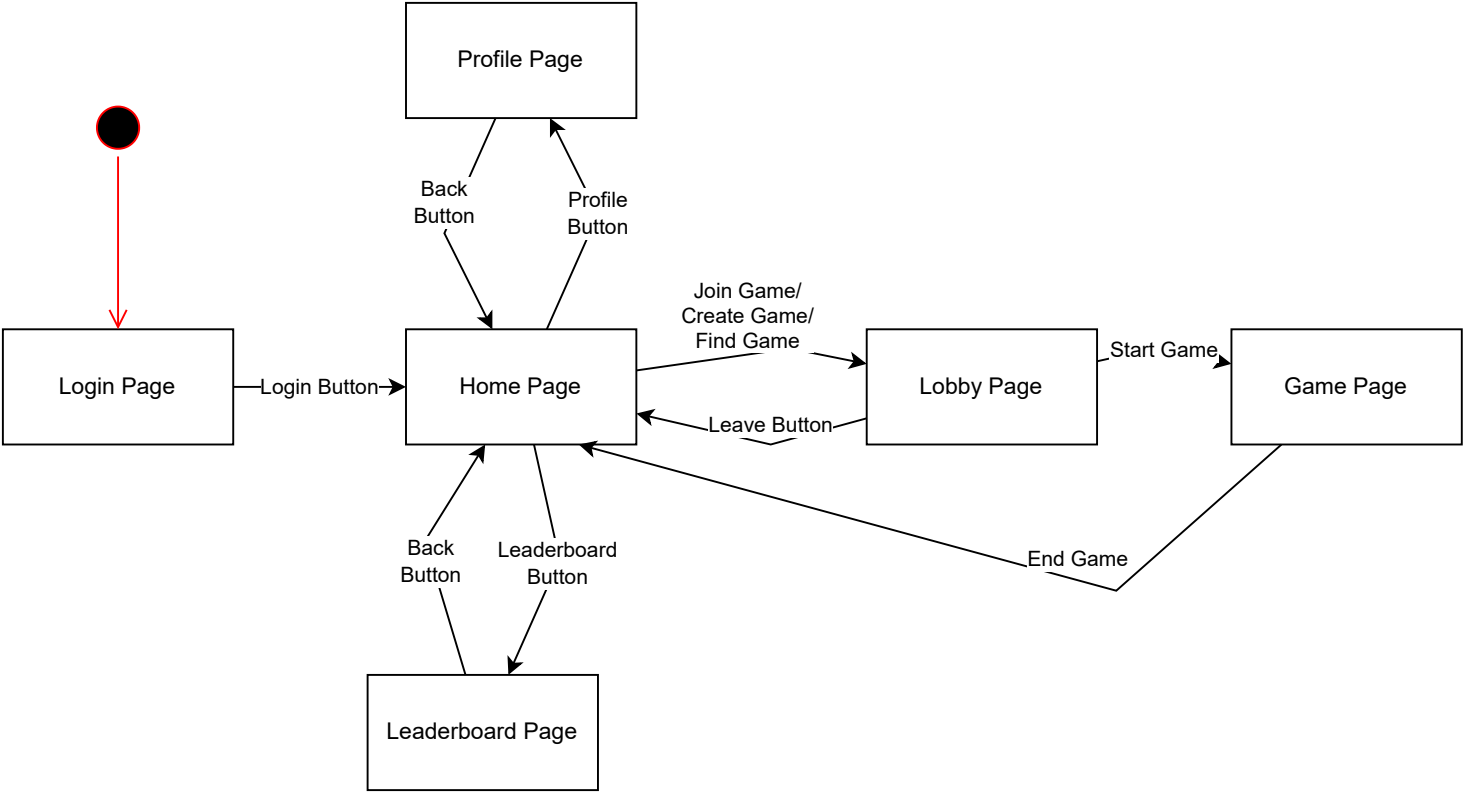 Profile Page
Back
Button
Profile
Button
Join Game/
Create Game/
Find Game
Start Game
Login Page
Login Button
Home Page
Lobby Page
Game Page
Leave Button
Back
Button
Leaderboard
Button
End Game
Leaderboard Page